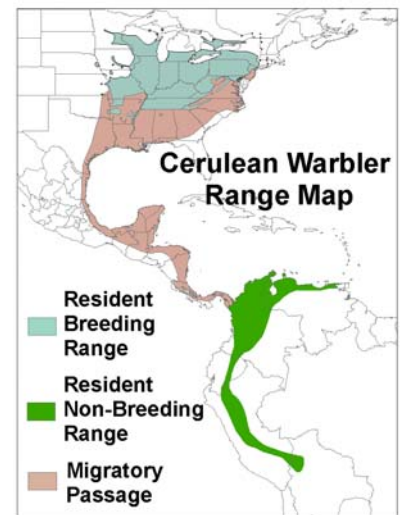 Cerulean Warbler
Range Map
Resident
Breeding
Range
Resident
Non-Breeding
Range
Migratory
Passage